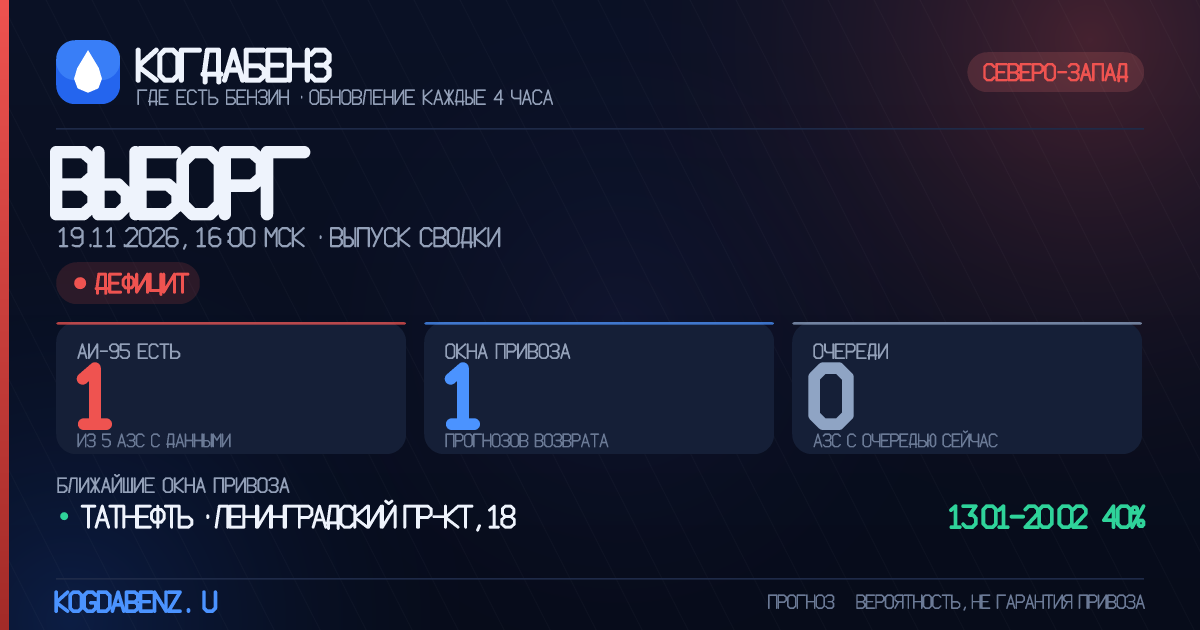 КОГДАБЕНЗ
ГДЕ ЕСТЬ БЕНЗИН · ОБНОВЛЕНИЕ КАЖДЫЕ 4 ЧАСА
СЕВЕРО-ЗАПАД
ВЫБОРГ
19.11 2026, 16:00 МСК · ВЫПУСК СВОДКИ
ДЕФИЦИТ
АИ-95 ЕСТЬ
1
ИЗ 5 АЗС С ДАННЫМИ
ОКНА ПРИВОЗА
1
ПРОГНОЗОВ ВОЗВРАТА
ОЧЕРЕДИ
0
АЗС С ОЧЕРЕДЬЮ СЕЙЧАС
БЛИЖАЙШИЕ ОКНА ПРИВОЗА
• ТАТНЕФТЬ · ЛЕНИНГРАДСКИЙ ПР-КТ, 18
13 01-20 02 40%
KOGDABENZ. U
ПРОГНОЗ ВЕРОЯТНОСТЬ, НЕ ГАРАНТИЯ ПРИВОЗА